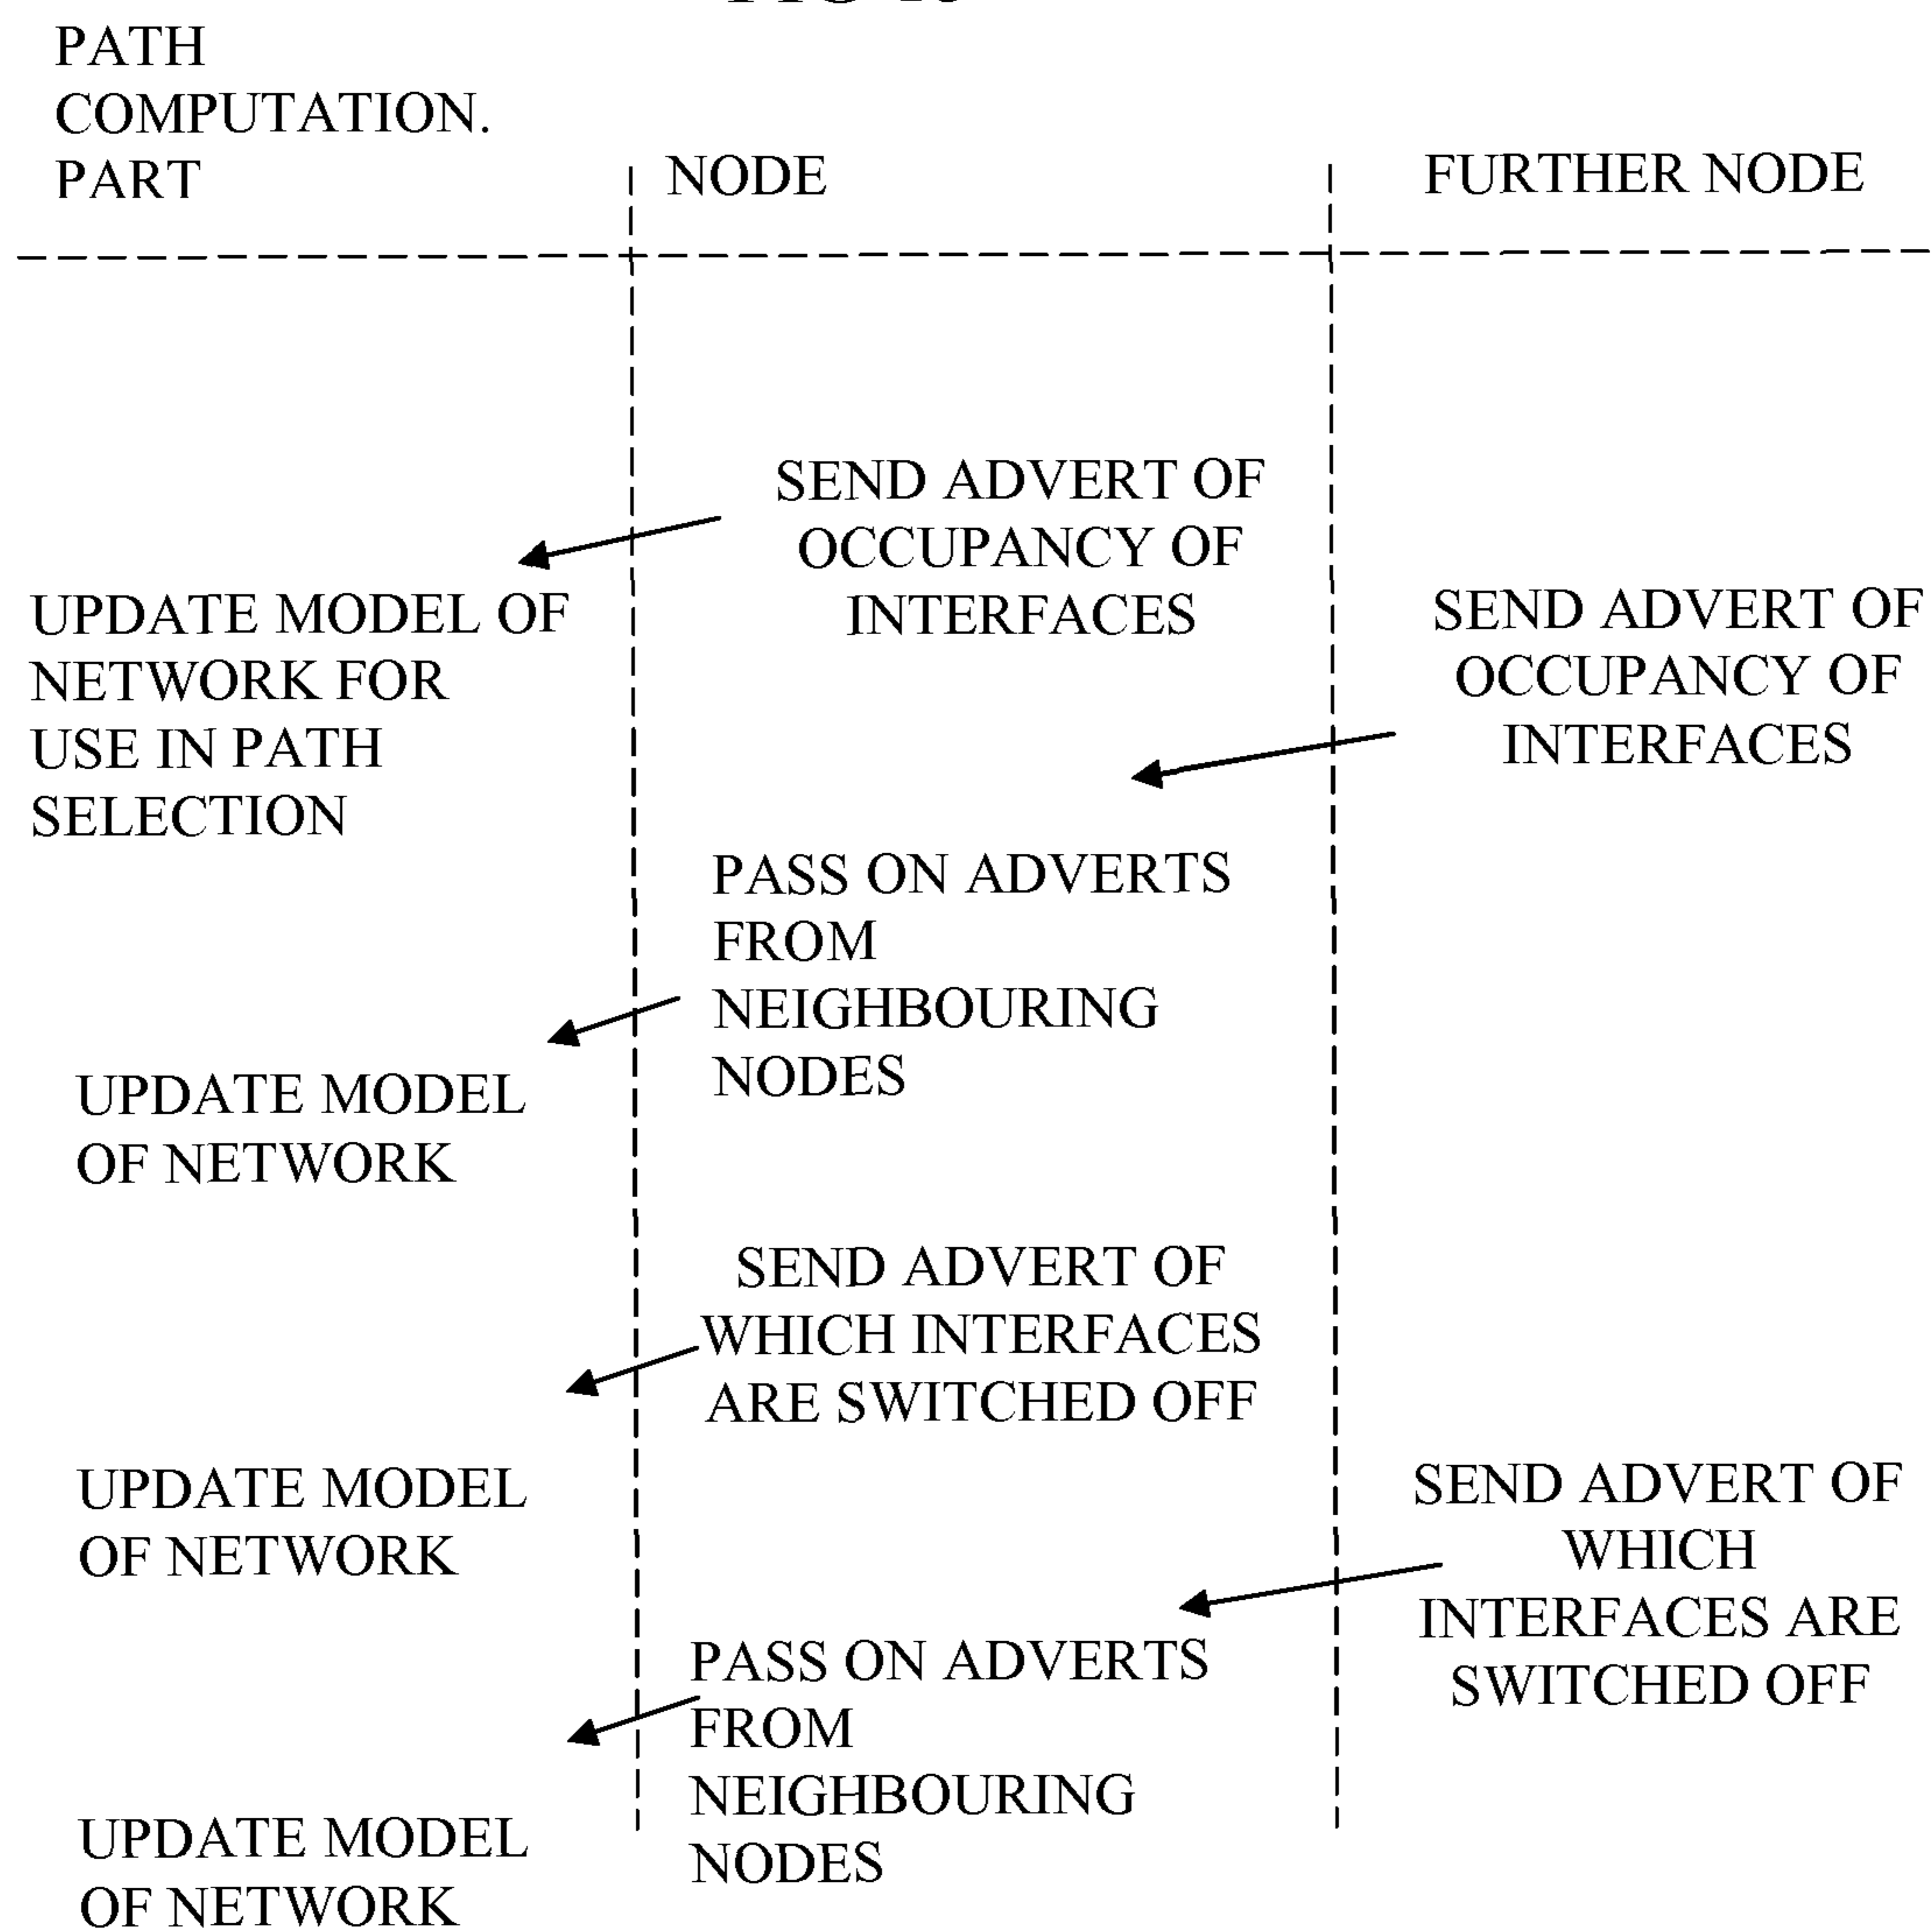 PATH
COMPUTATION.
PART
NODE
FURTHER NODE
SEND ADVERT OF
OCCUPANCY OF
INTERFACES
UPDATE MODEL OF
NETWORK FOR
USE IN PATH
SELECTION
SEND ADVERT OF
OCCUPANCY OF
INTERFACES
PASS ON ADVERTS
FROM
NEIGHBOURING
NODES
UPDATE MODEL
OF NETWORK
SEND ADVERT OF
WHICH INTERFACES
ARE SWITCHED OFF
UPDATE MODEL
OF NETWORK
SEND ADVERT OF
WHICH
INTERFACES ARE
SWITCHED OFF
PASS ON ADVERTS
FROM
NEIGHBOURING
NODES
UPDATE MODEL
OF NETWORK